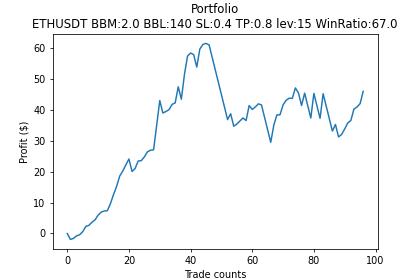 Portfolio
ETHUSDT BBM:2.0 BBL:140 SL:0.4 TP:0.8 lev:15 WinRatio:67.0
Profit ($)
60
50
40
30
20
10
0
0 20 40 60 80 100
Trade counts